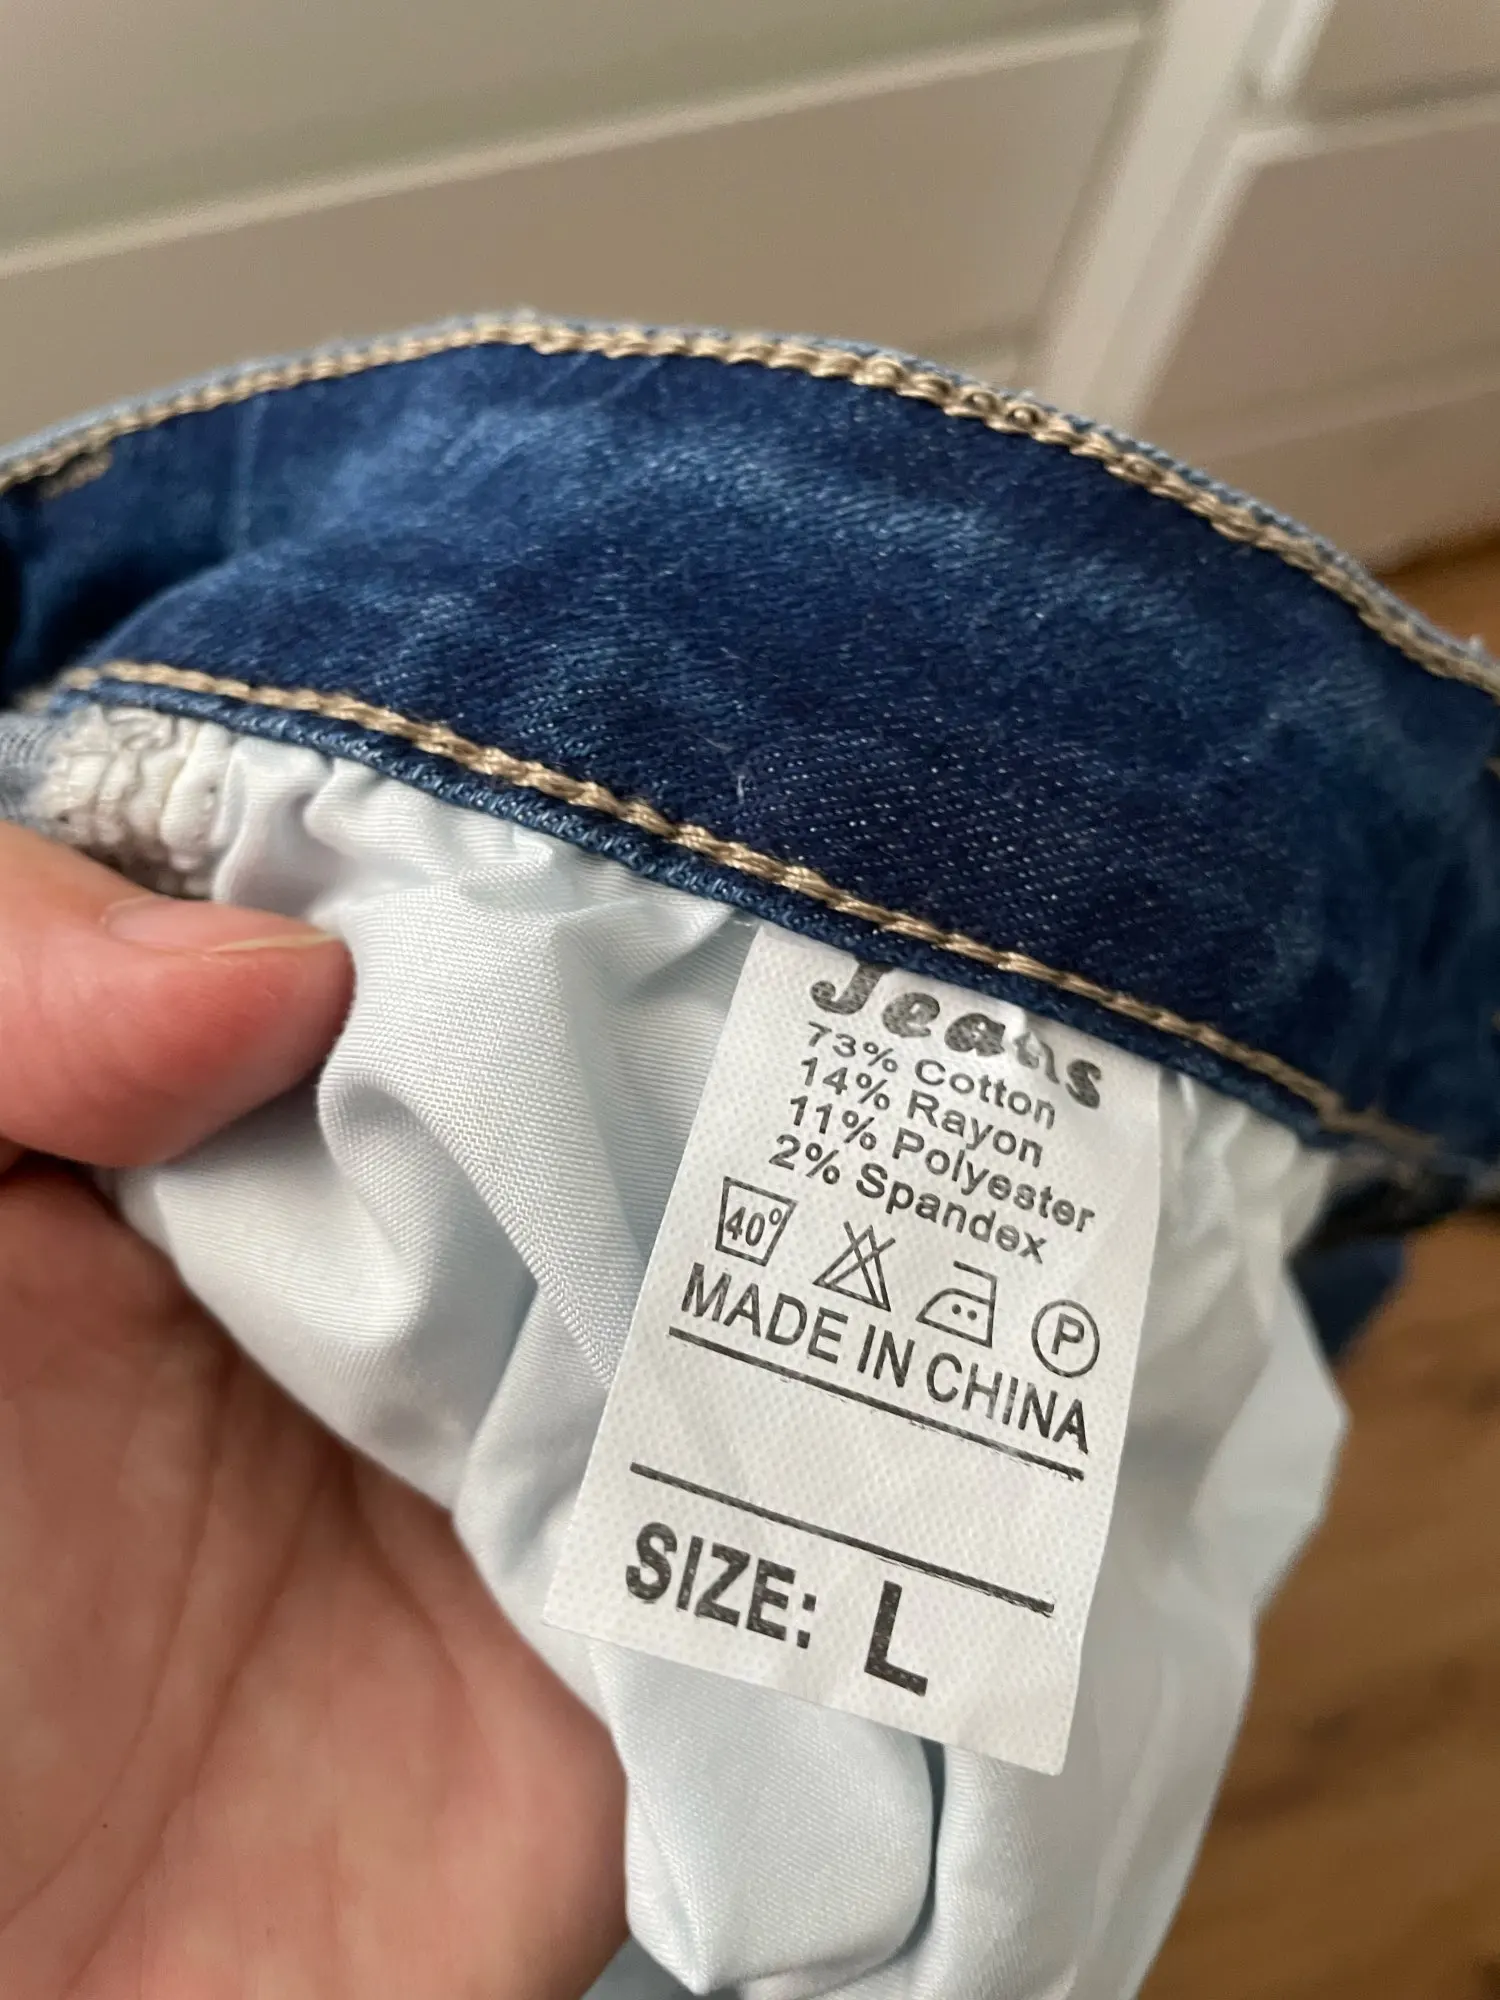 Jeans
73% Cotton
14% Rayon
11% Polyester
2% Spandex
40°
P
MADE IN CHINA
SIZE: L